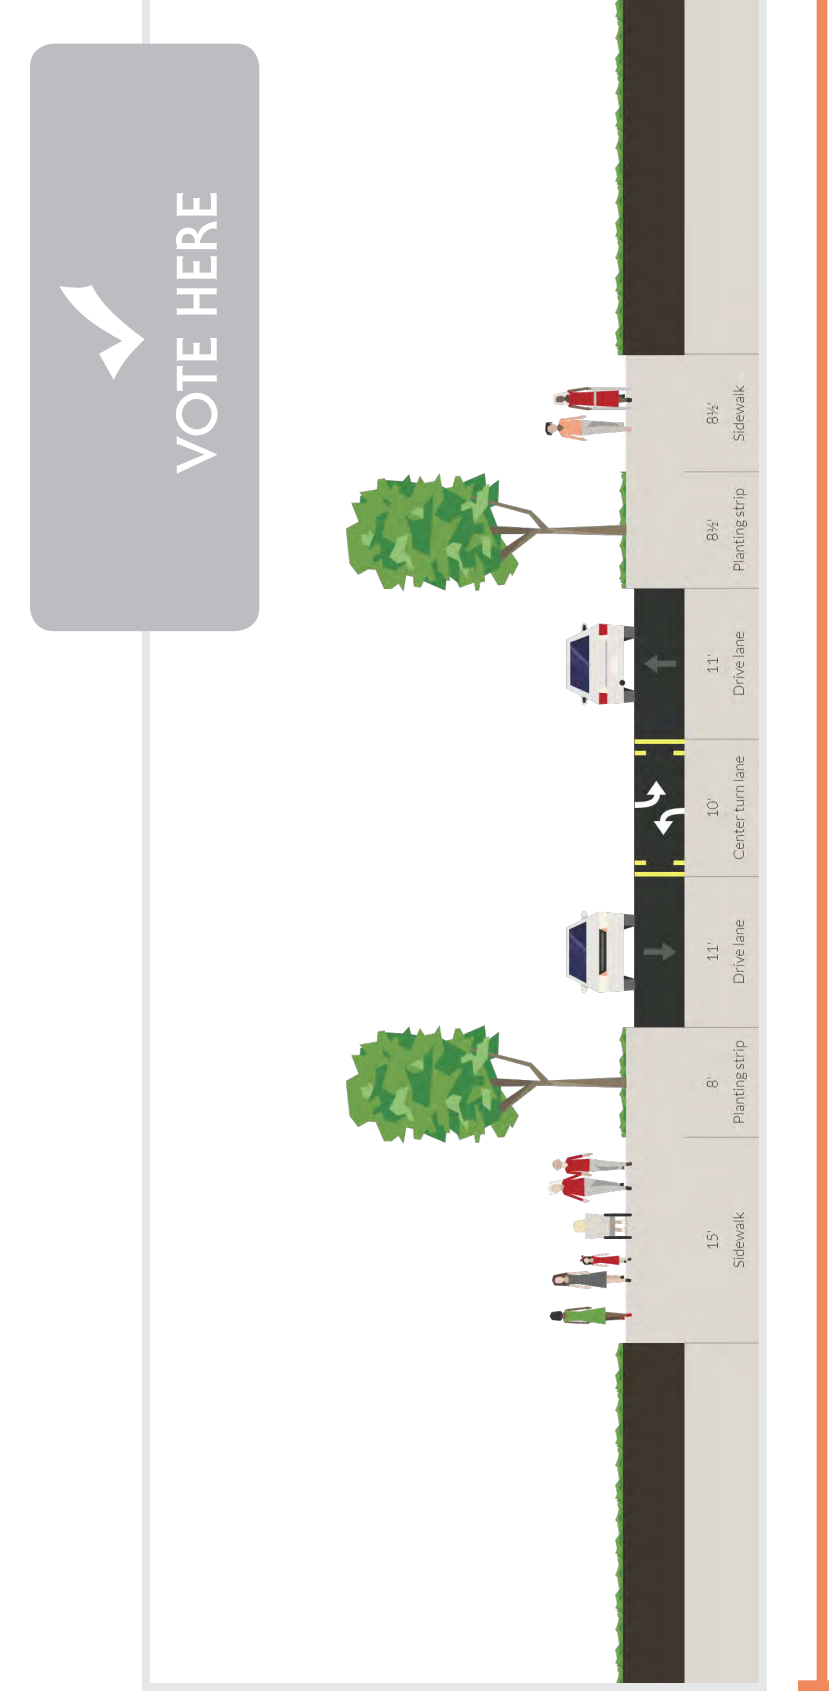 VOTE HERE
15'
Sidewalk
8'
Planting strip
11'
Drive lane
10'
Center turn lane
11'
Drive lane
8½'
Planting strip
8½'
Sidewalk